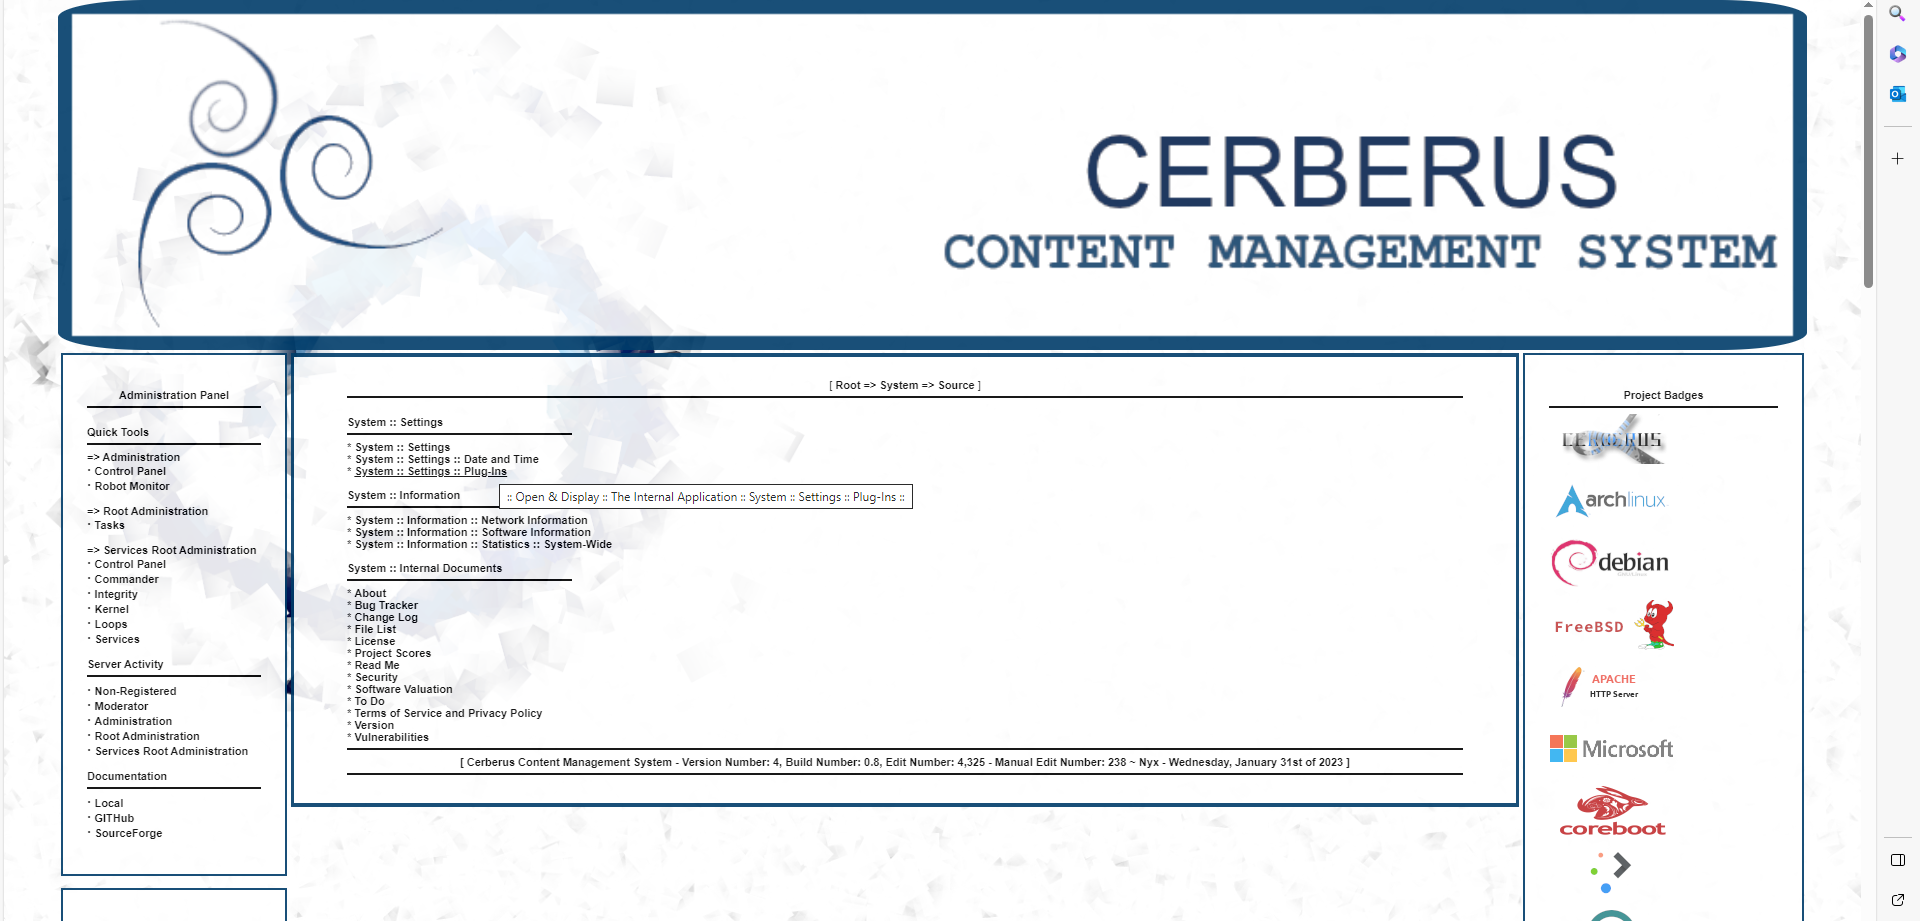 CERBERUS
CONTENT MANAGEMENT SYSTEM
Administration Panel
Quick Tools
=> Administration
· Control Panel
· Robot Monitor
=> Root Administration
· Tasks
=> Services Root Administration
· Control Panel
· Commander
· Integrity
· Kernel
· Loops
· Services
Server Activity
· Non-Registered
· Moderator
· Administration
· Root Administration
· Services Root Administration
Documentation
· Local
· GITHub
· SourceForge
[ Root => System => Source ]
System :: Settings
* System :: Settings
* System :: Settings :: Date and Time
* System :: Settings :: Plug-Ins
:: Open & Display :: The Internal Application :: System :: Settings :: Plug-Ins ::
System :: Information
* System :: Information :: Network Information
* System :: Information :: Software Information
* System :: Information :: Statistics :: System-Wide
System :: Internal Documents
* About
* Bug Tracker
* Change Log
* File List
* License
* Project Scores
* Read Me
* Security
* Software Valuation
* To Do
* Terms of Service and Privacy Policy
* Version
* Vulnerabilities
[ Cerberus Content Management System - Version Number: 4, Build Number: 0.8, Edit Number: 4,325 - Manual Edit Number: 238 ~ Nyx - Wednesday, January 31st of 2023 ]
Project Badges
CERBERUS
archlinux
debian
FreeBSD
APACHE
HTTP Server
Microsoft
coreboot